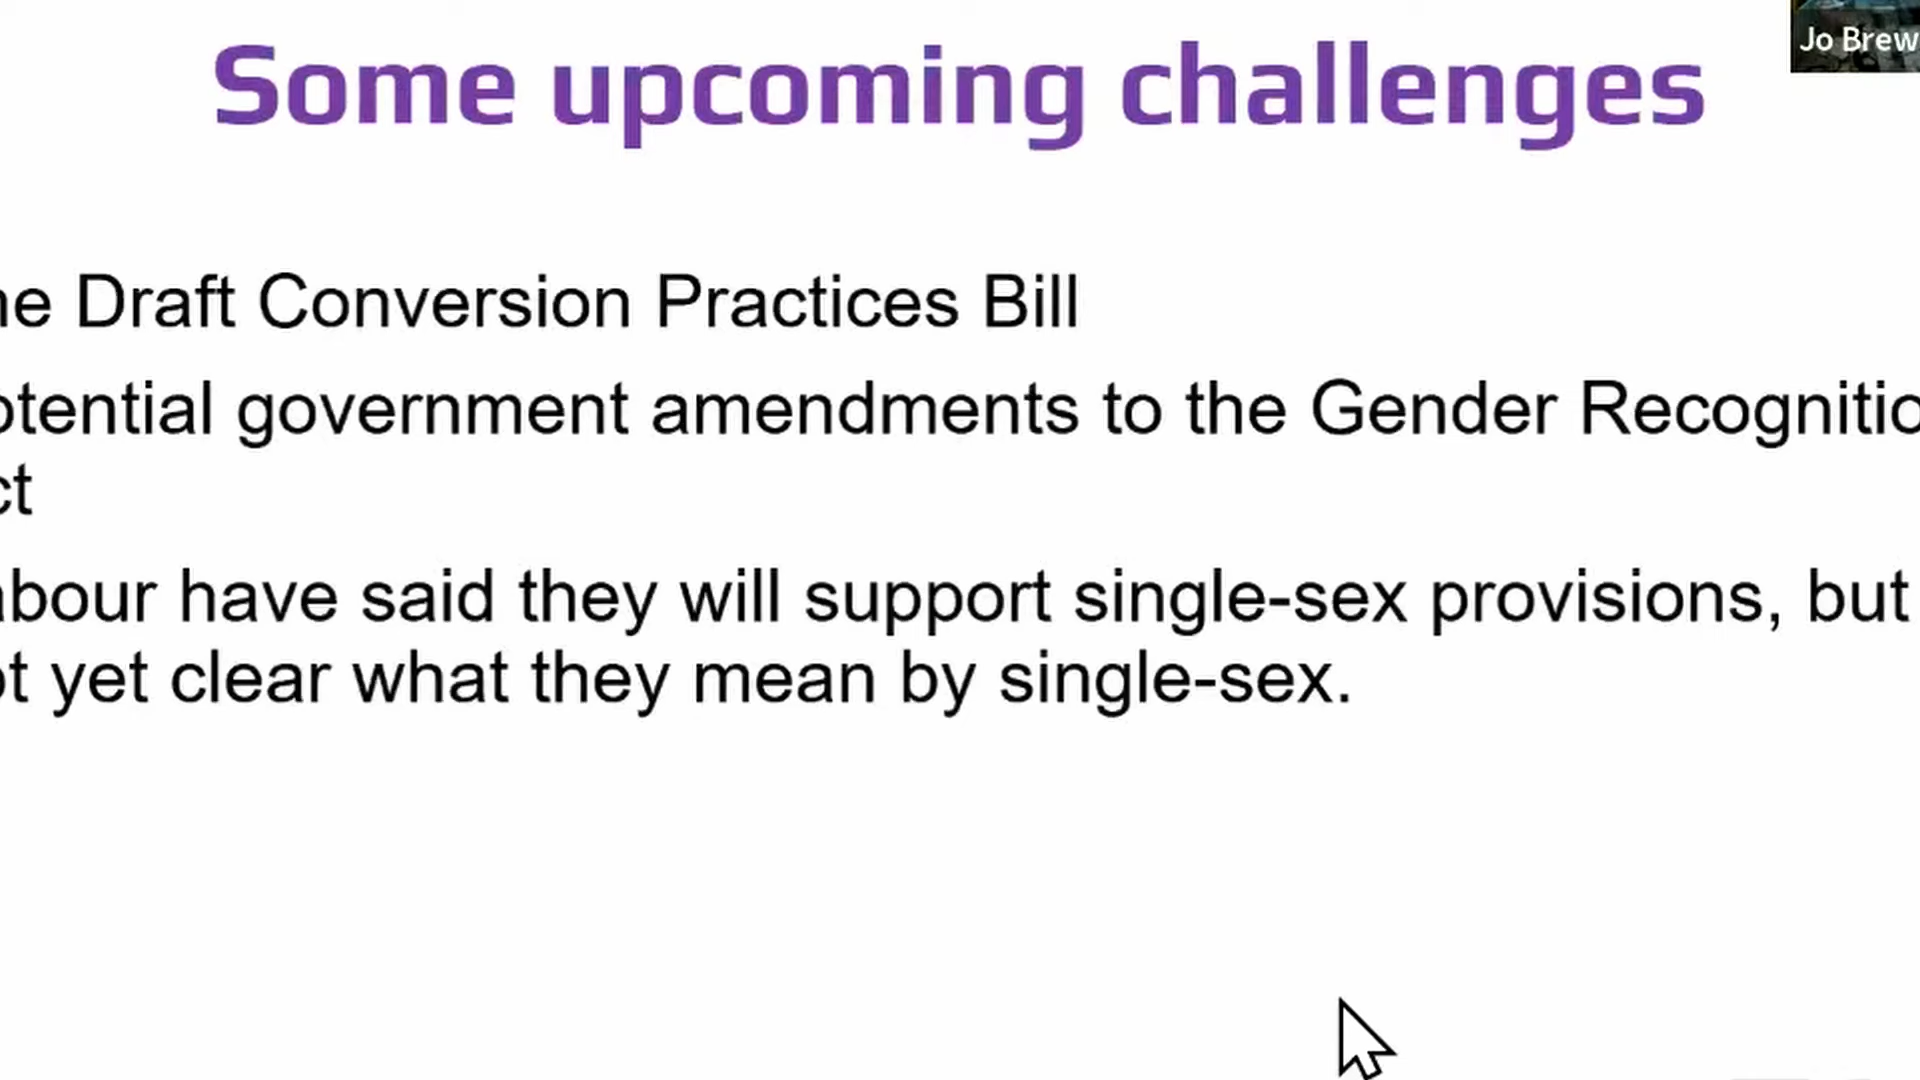 Some upcoming challenges
Jo Brew
he Draft Conversion Practices Bill
otential government amendments to the Gender Recognitio
ct
abour have said they will support single-sex provisions, but
ot yet clear what they mean by single-sex.